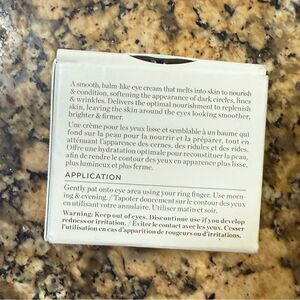 A smooth, balm-like eye cream that melts into skin to nourish
& condition, softening the appearance of dark circles, lines
& wrinkles. Delivers the optimal nourishment to replenish
skin, leaving the skin around the eyes looking smoother,
brighter & firmer.
Une crème pour les yeux lisse et semblable à un baume qui
fond sur la peau pour la nourrir et la préparer, tout en
atténuant l'apparence des cernes, des ridules et des rides.
Offre une hydratation optimale pour reconstituer la peau,
afin de rendre le contour des yeux en apparence plus lisse,
plus lumineux et plus ferme.
APPLICATION
Gently pat onto eye area using your ring finger. Use morn-
ing & evening. / Tapoter doucement sur le contour des yeux
en utilisant votre annulaire. Utiliser matin et soir.
Warning: Keep out of eyes. Discontinue use if you develop
redness or irritation. / Éviter le contact avec les yeux. Cesser
l'utilisation en cas d'apparition de rougeurs ou d'irritations.